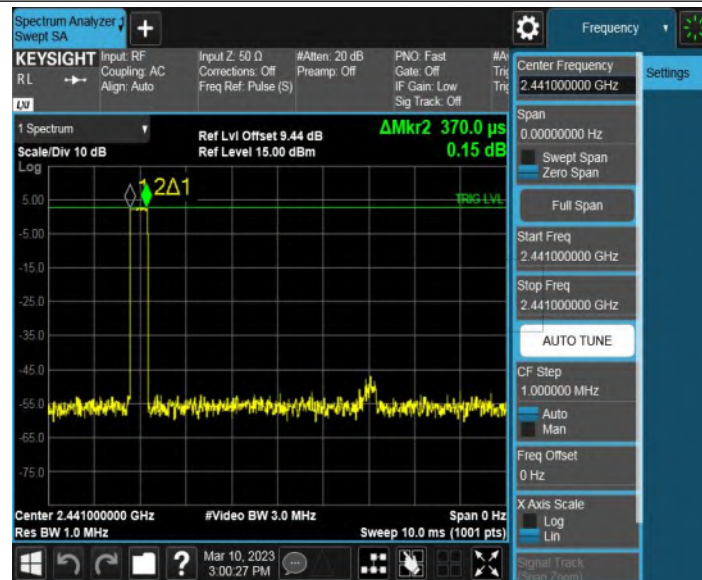 Spectrum Analyzer 1
Swept SA
+
Frequency
KEYSIGHT
RL
LXI
Input: RF
Coupling: AC
Align: Auto
Input Z: 50 Ω
Corrections: Off
Freq Ref: Pulse (S)
#Atten: 20 dB
Preamp: Off
PNO: Fast
Gate: Off
IF Gain: Low
Sig Track: Off
#A
Trig
Trig
1 Spectrum
Scale/Div 10 dB
Log
Ref Lvl Offset 9.44 dB
Ref Level 15.00 dBm
ΔMkr2 370.0 µs
0.15 dB
2Δ1
TRIG LVL
5.00
-5.00
-15.0
-25.0
-35.0
-45.0
-55.0
-65.0
-75.0
Center 2.441000000 GHz
#Video BW 3.0 MHz
Span 0 Hz
Res BW 1.0 MHz
Sweep 10.0 ms (1001 pts)
?
Mar 10, 2023
3:00:27 PM
Center Frequency
2.441000000 GHz
Settings
Span
0.00000000 Hz
Swept Span
Zero Span
Full Span
Start Freq
2.441000000 GHz
Stop Freq
2.441000000 GHz
AUTO TUNE
CF Step
1.000000 MHz
Auto
Man
Freq Offset
0 Hz
X Axis Scale
Log
Lin
Signal Track
(Span Zoom)